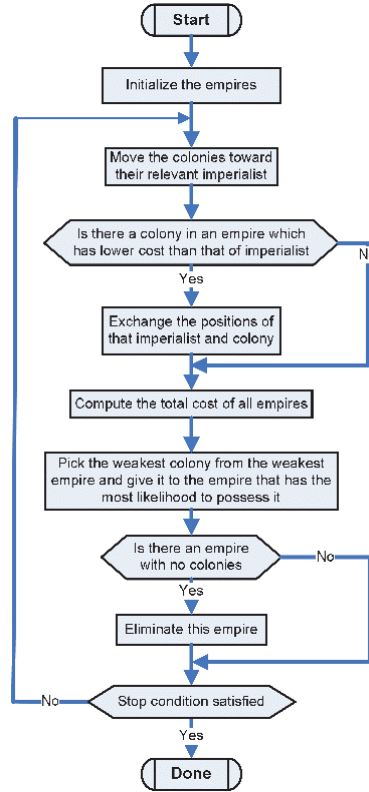 Start
Initialize the empires
Move the colonies toward
their relevant imperialist
Is there a colony in an empire which
has lower cost than that of imperialist
Yes
Exchange the positions of
that imperialist and colony
Compute the total cost of all empires
Pick the weakest colony from the weakest
empire and give it to the empire that has the
most likelihood to possess it
Is there an empire
with no colonies
No
Yes
Eliminate this empire
No
Stop condition satisfied
Yes
Done